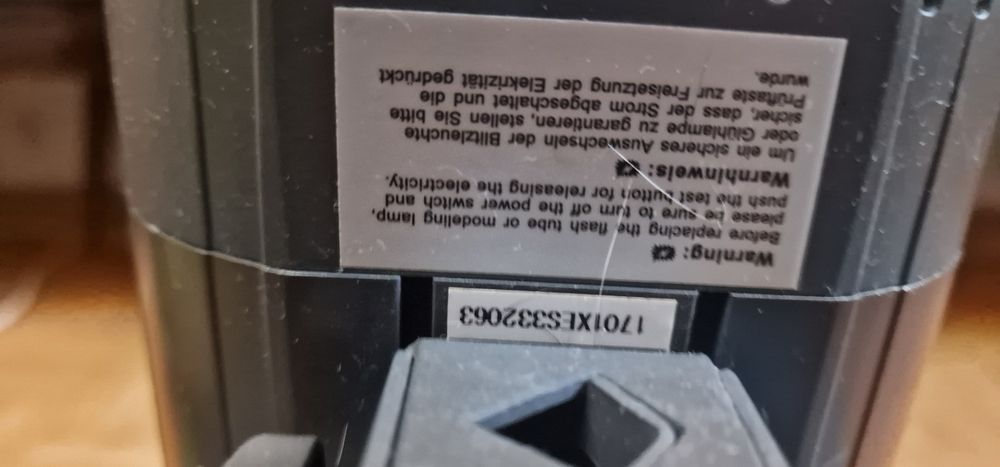 1701XES332063
Warning:
Before replacing the flash tube or modeling lamp,
please be sure to turn off the power switch and
push the test button for releasing the electricity.
Warnhinweis:
Um ein sicheres Auswechseln der Blitzleuchte
oder Glühlampe zu garantieren, stellen Sie bitte
sicher, dass der Strom abgeschaltet und die
Prüftaste zur Freisetzung der Elekrizität gedrückt
wurde.